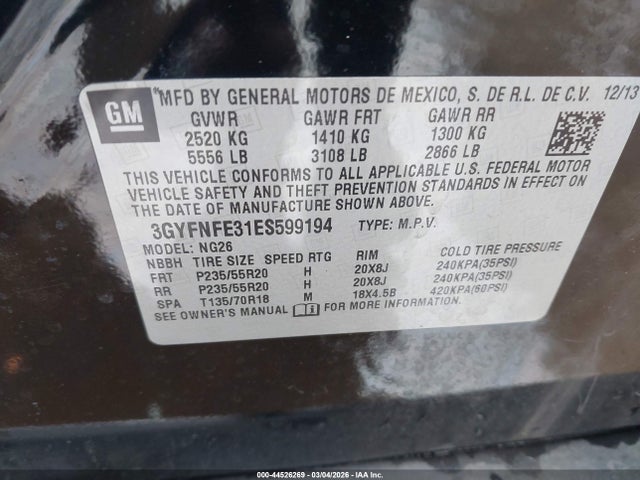 GM
*MFD BY GENERAL MOTORS DE MEXICO, S. DE R.L. DE C.V. 12/13
GVWR GAWR FRT GAWR RR
2520 KG 1410 KG 1300 KG
5556 LB 3108 LB 2866 LB
THIS VEHICLE CONFORMS TO ALL APPLICABLE U.S. FEDERAL MOTOR
VEHICLE SAFETY AND THEFT PREVENTION STANDARDS IN EFFECT ON
THE DATE OF MANUFACTURE SHOWN ABOVE.
3GYFNFE31ES599194 TYPE: M.P.V.
MODEL: NG26
NBBH TIRE SIZE SPEED RTG RIM COLD TIRE PRESSURE
FRT P235/55R20 H 20X8J 240KPA(35PSI)
RR P235/55R20 H 20X8J 240KPA(35PSI)
SPA T135/70R18 M 18X4.5B 420KPA(60PSI)
SEE OWNER'S MANUAL FOR MORE INFORMATION
(000-44526269 - 03/04/2026 - IAAI, INC.)